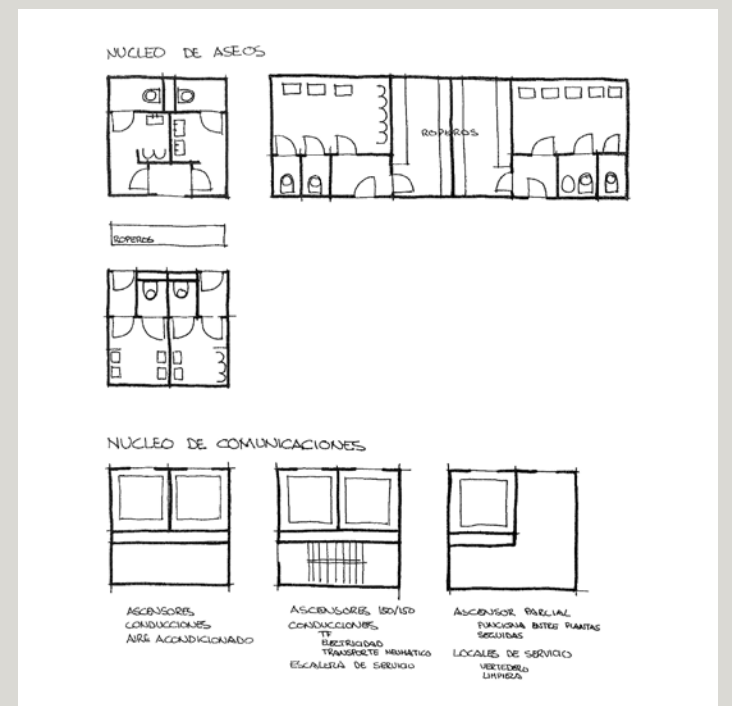 NUCLEO DE ASEOS
ROPEROS
ROPEROS
NUCLEO DE COMUNICACIONES
ASCENSORES
CONDUCCIONES
AIRE ACONDICIONADO
ASCENSORES 150/150
CONDUCCIONES
TF
ELECTRICIDAD
TRANSPORTE NEUMATICO
ESCALERA DE SERVICIO
ASCENSOR PARCIAL
FUNCIONA ENTRE PLANTAS
SEGUIDAS
LOCALES DE SERVICIO
VERTEDERO
LIMPIEZA